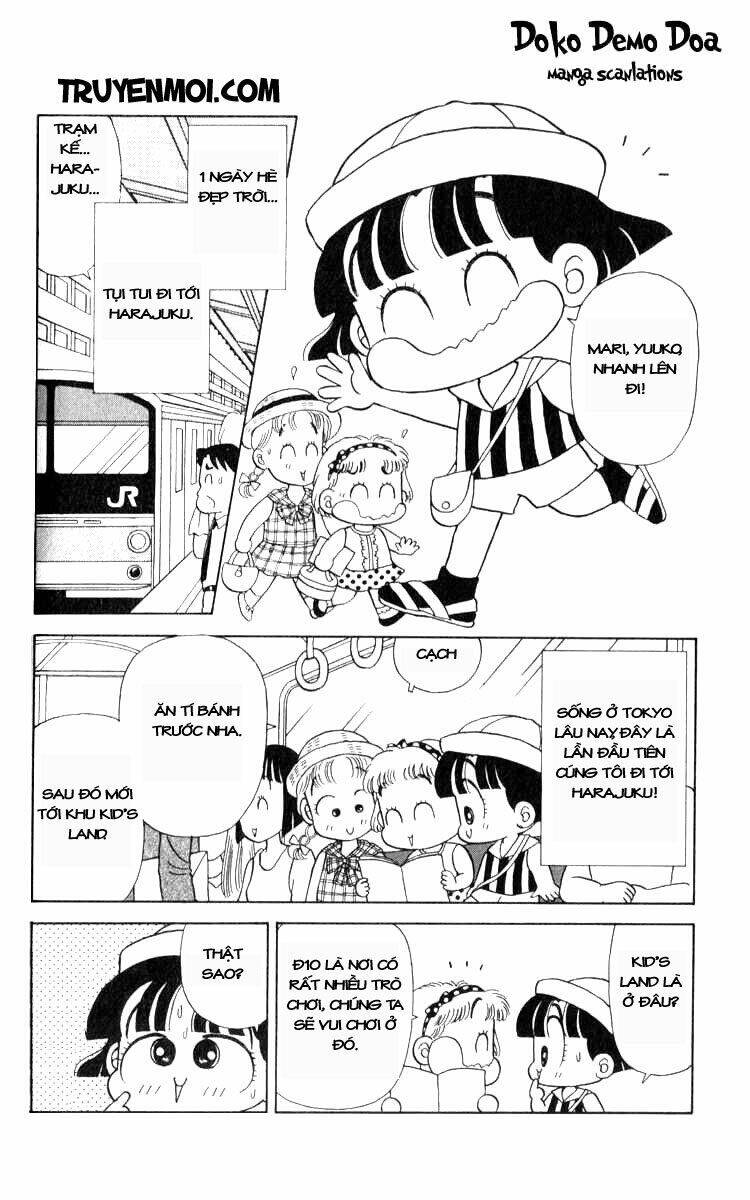 Doko Demo Doa
manga scanlations
TRUYENMOI.COM
TRẠM
KẾ...
HARA-
JUKU...
1 NGÀY HÈ
ĐẸP TRỜI...
TỤI TUI ĐI TỚI
HARAJUKU.
MARI, YUUKO,
NHANH LÊN
ĐI!
JR
CẠCH
SỐNG Ở TOKYO
LÂU NAY, ĐÂY LÀ
LẦN ĐẦU TIÊN
CÚNG TÔI ĐI TỚI
HARAJUKU!
ĂN TÍ BÁNH
TRƯỚC NHA.
SAU ĐÓ MỚI
TỚI KHU KID'S
LAND.
THẬT
SAO?
KID'S
LAND LÀ
Ở ĐÂU?
Đ10 LÀ NƠI CÓ
RẤT NHIỀU TRÒ
CHƠI, CHÚNG TA
SẼ VUI CHƠI Ở
ĐÓ.